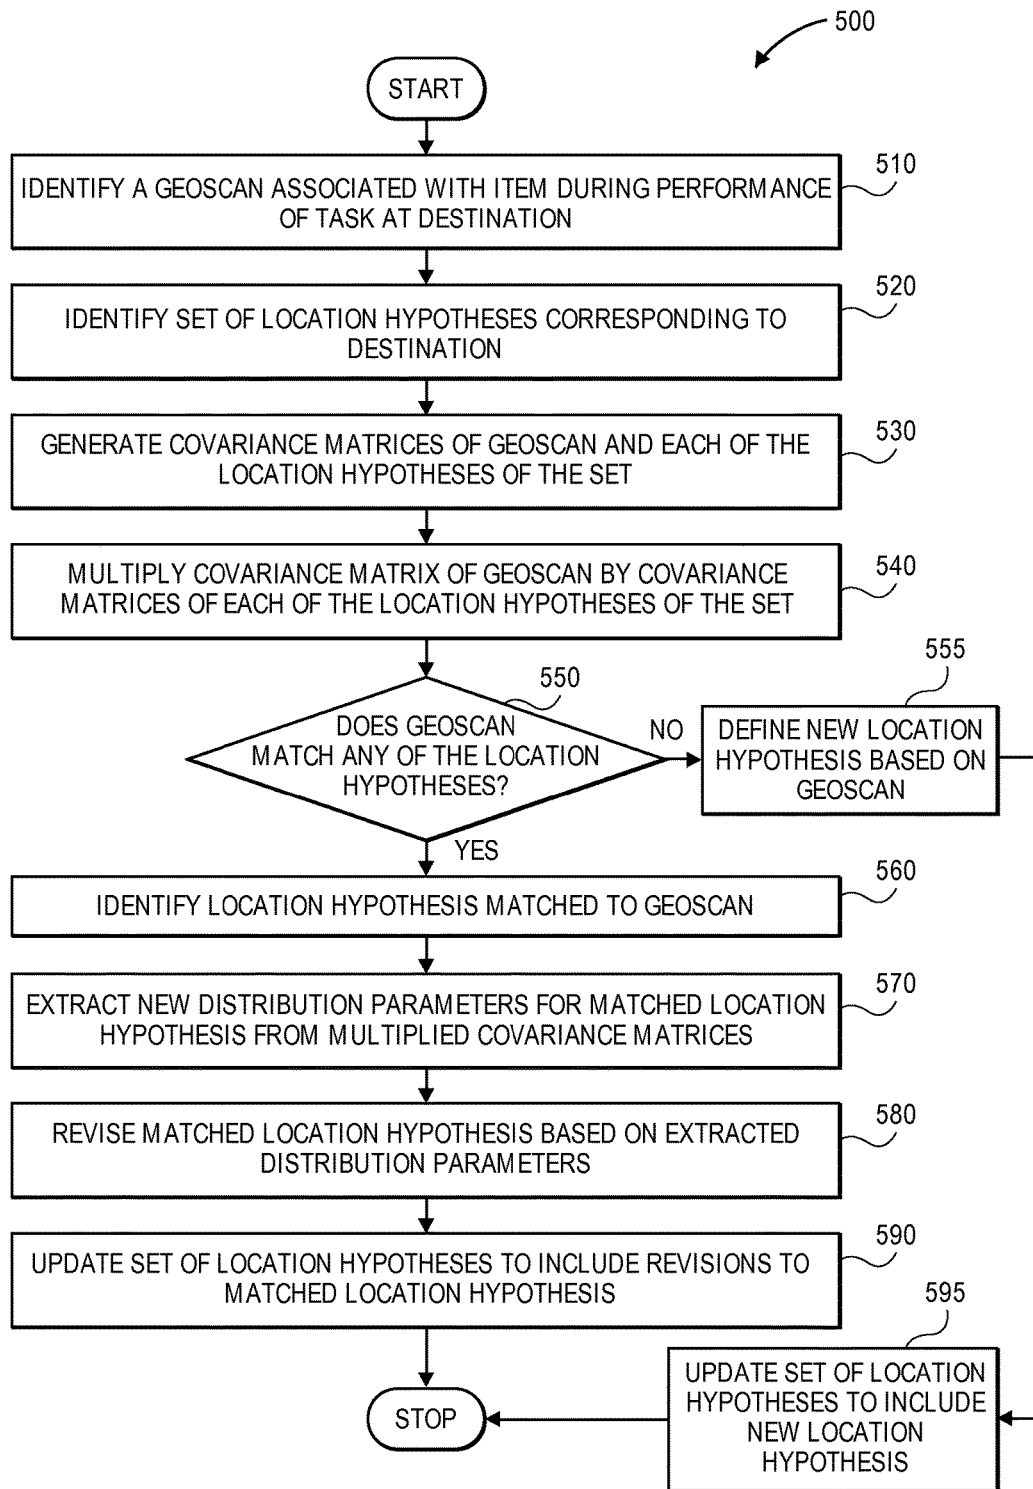 500
START
510
IDENTIFY A GEOSCAN ASSOCIATED WITH ITEM DURING PERFORMANCE
OF TASK AT DESTINATION
520
IDENTIFY SET OF LOCATION HYPOTHESES CORRESPONDING TO
DESTINATION
530
GENERATE COVARIANCE MATRICES OF GEOSCAN AND EACH OF THE
LOCATION HYPOTHESES OF THE SET
540
MULTIPLY COVARIANCE MATRIX OF GEOSCAN BY COVARIANCE
MATRICES OF EACH OF THE LOCATION HYPOTHESES OF THE SET
550
DOES GEOSCAN
MATCH ANY OF THE LOCATION
HYPOTHESES?
NO
555
DEFINE NEW LOCATION
HYPOTHESIS BASED ON
GEOSCAN
YES
560
IDENTIFY LOCATION HYPOTHESIS MATCHED TO GEOSCAN
570
EXTRACT NEW DISTRIBUTION PARAMETERS FOR MATCHED LOCATION
HYPOTHESIS FROM MULTIPLIED COVARIANCE MATRICES
580
REVISE MATCHED LOCATION HYPOTHESIS BASED ON EXTRACTED
DISTRIBUTION PARAMETERS
590
UPDATE SET OF LOCATION HYPOTHESES TO INCLUDE REVISIONS TO
MATCHED LOCATION HYPOTHESIS
595
UPDATE SET OF LOCATION
HYPOTHESES TO INCLUDE
NEW LOCATION
HYPOTHESIS
STOP